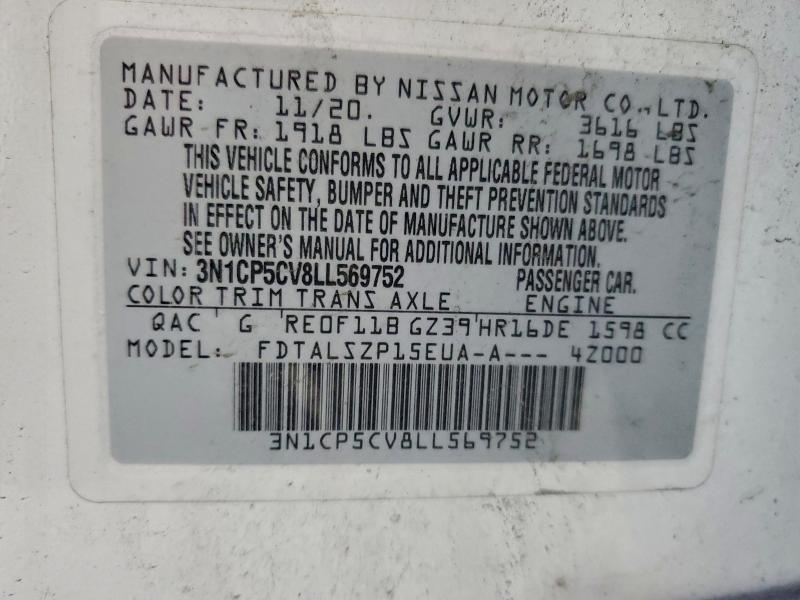 MANUFACTURED BY NISSAN MOTOR CO., LTD.
DATE: 11/20. GVWR: 3616 LBS
GAWR FR: 1918 LBS GAWR RR: 1698 LBS
THIS VEHICLE CONFORMS TO ALL APPLICABLE FEDERAL MOTOR
VEHICLE SAFETY, BUMPER AND THEFT PREVENTION STANDARDS
IN EFFECT ON THE DATE OF MANUFACTURE SHOWN ABOVE.
SEE OWNER'S MANUAL FOR ADDITIONAL INFORMATION.
VIN: 3N1CP5CV8LL569752 PASSENGER CAR.
COLOR TRIM TRANS AXLE ENGINE
QAC G RE0F11B GZ39 HR16DE 1598 CC
MODEL: FDTALSZP15EUA-A--- 4Z000
3N1CP5CV8LL569752